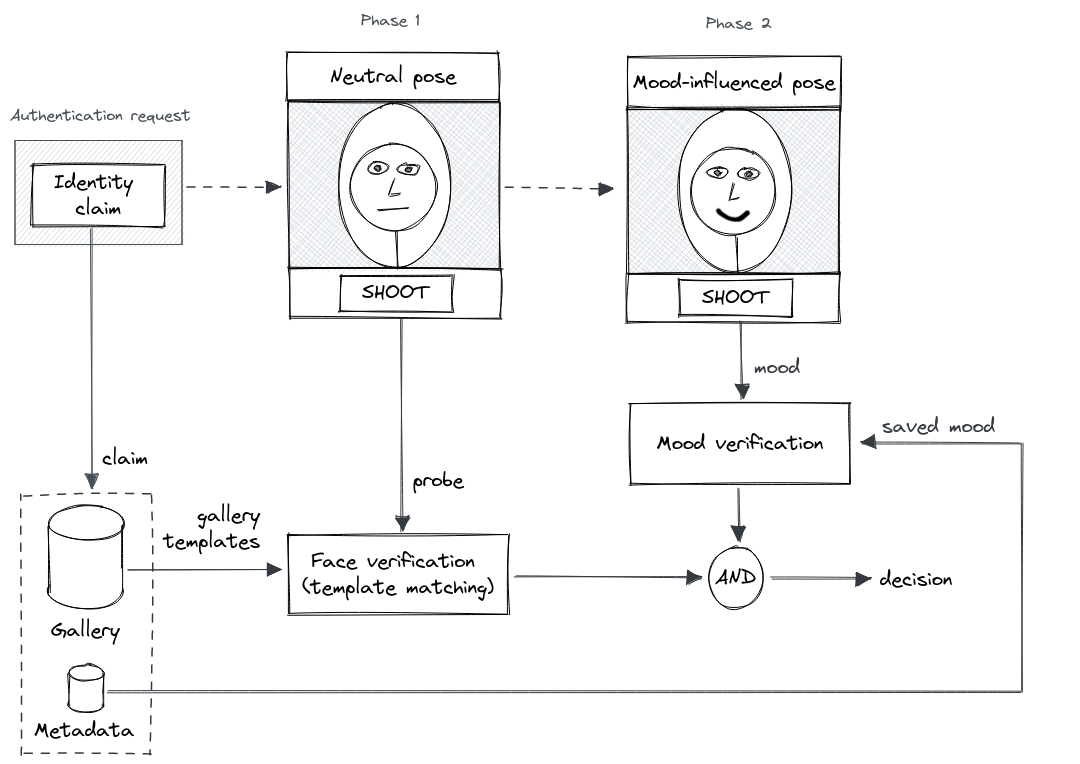 Phase 1
Phase 2
Neutral pose
Mood-influenced pose
Authentication request
Identity
claim
SHOOT
SHOOT
mood
saved mood
Mood verification
claim
probe
gallery
templates
Face verification
(template matching)
AND
decision
Gallery
Metadata